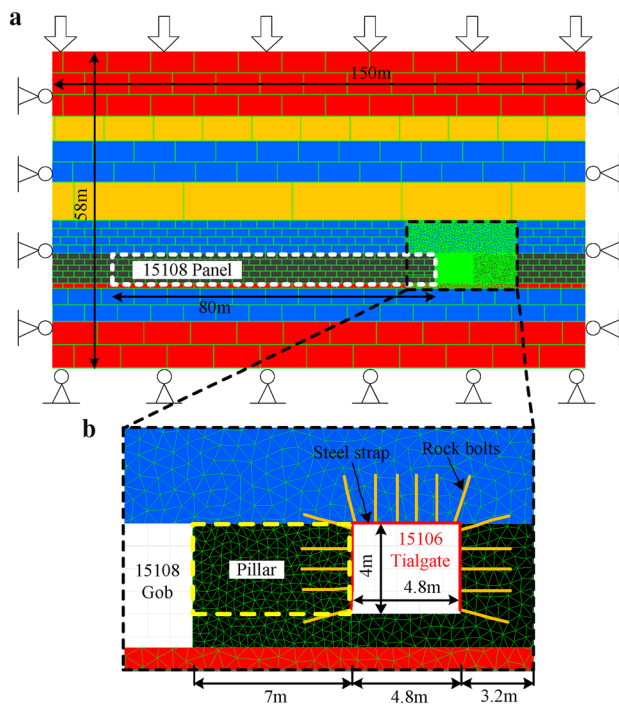 a
150m
58m
15108 Panel
80m
b
Steel strap
Rock bolts
15108
Gob
Pillar
15106
Tialgate
4m
4.8m
7m
4.8m
3.2m